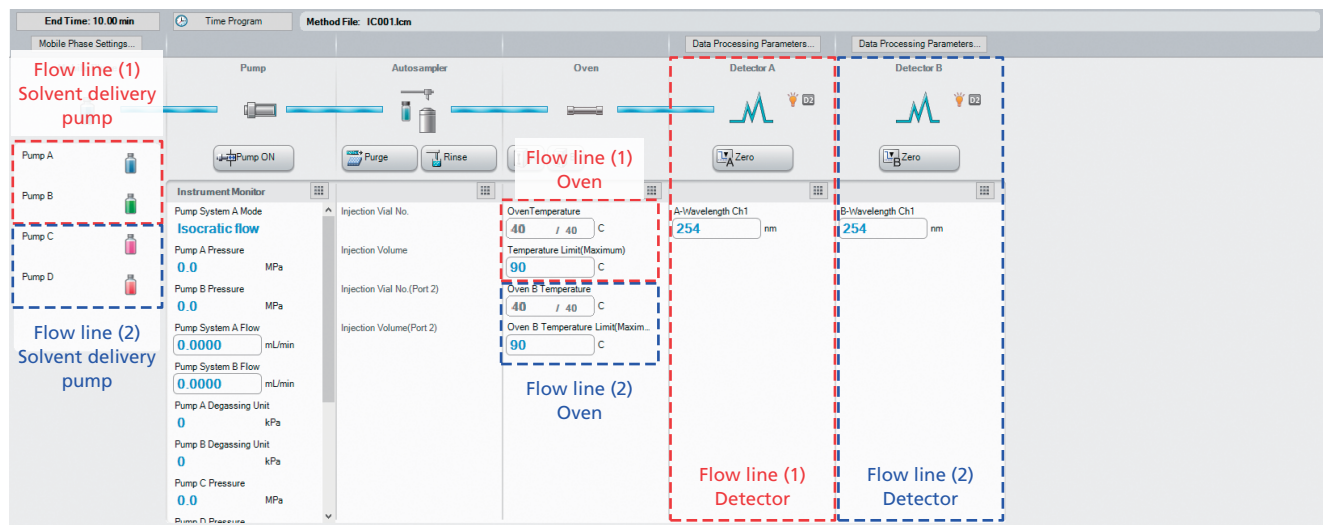 End Time: 10.00 min
Time Program
Method File: IC001.lcm
Mobile Phase Settings...
Data Processing Parameters...
Data Processing Parameters...
Flow line (1)
Solvent delivery
pump
Pump
Autosampler
Oven
Detector A
Detector B
D2
D2
Pump A
Pump B
Pump C
Pump D
Flow line (2)
Solvent delivery
pump
Pump ON
Purge
Rinse
Flow line (1)
Oven
A
Zero
B
Zero
Instrument Monitor
Pump System A Mode
Isocratic flow
Pump A Pressure
0.0 MPa
Pump B Pressure
0.0 MPa
Pump System A Flow
0.0000 mL/min
Pump System B Flow
0.0000 mL/min
Pump A Degassing Unit
0 kPa
Pump B Degassing Unit
0 kPa
Pump C Pressure
0.0 MPa
Pump D Pressure
Injection Vial No.
Injection Volume
Injection Vial No.(Port 2)
Injection Volume(Port 2)
OvenTemperature
40 / 40 C
Temperature Limit(Maximum)
90 C
Oven B Temperature
40 / 40 C
Oven B Temperature Limit(Maxim...
90 C
Flow line (2)
Oven
A-Wavelength Ch1
254 nm
Flow line (1)
Detector
B-Wavelength Ch1
254 nm
Flow line (2)
Detector